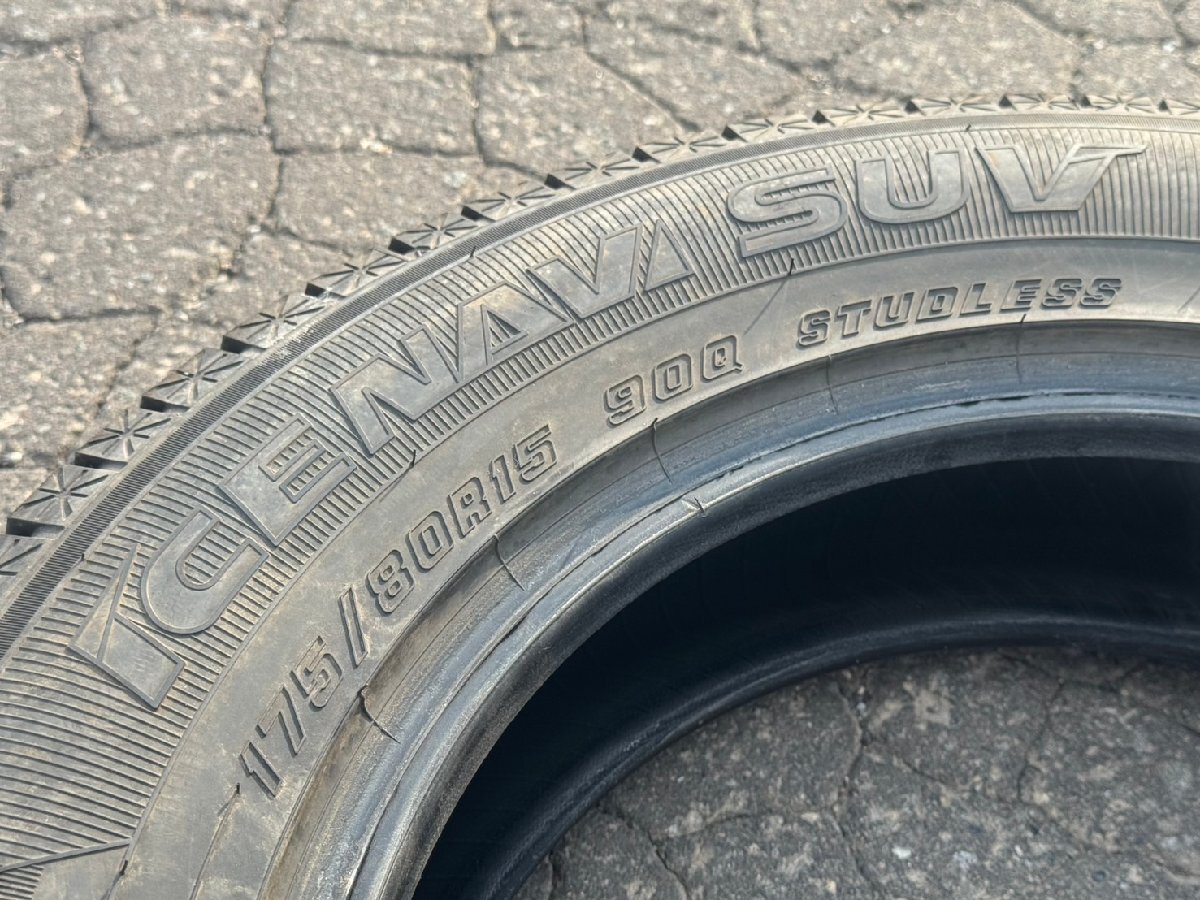 ICENAVI SUV
175/80R15 90Q STUDLESS